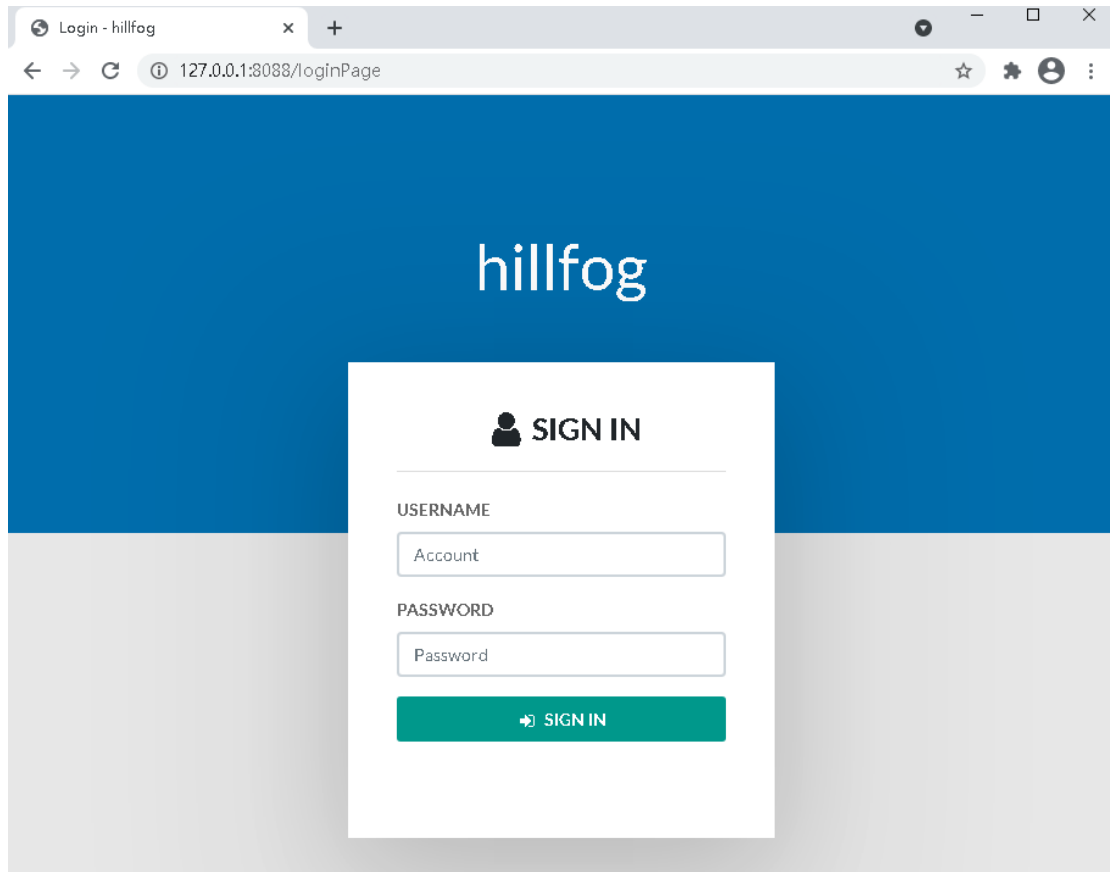 Login - hillfog
127.0.0.1:8088/loginPage
hillfog
SIGN IN
USERNAME
Account
PASSWORD
Password
SIGN IN